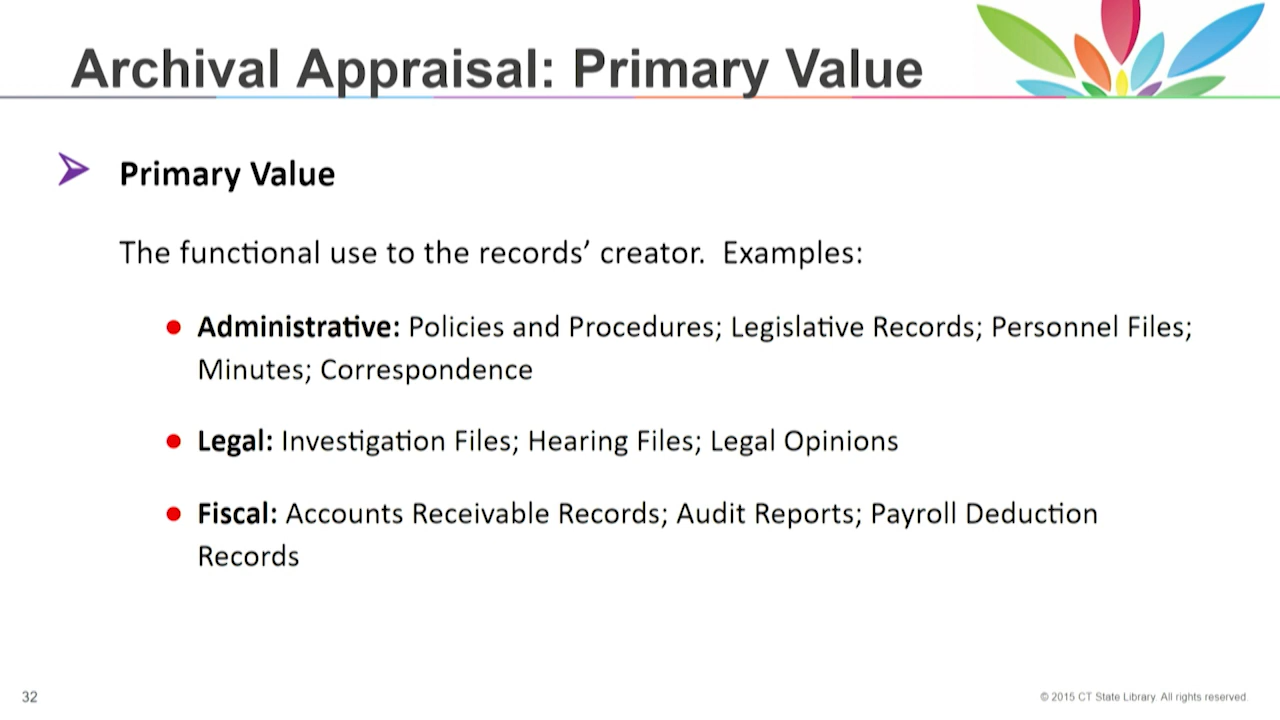 Archival Appraisal: Primary Value
Primary Value
The functional use to the records’ creator.  Examples:
Administrative: Policies and Procedures; Legislative Records; Personnel Files;
Minutes; Correspondence
Legal: Investigation Files; Hearing Files; Legal Opinions
Fiscal: Accounts Receivable Records; Audit Reports; Payroll Deduction
Records
32
© 2015 CT State Library. All rights reserved.